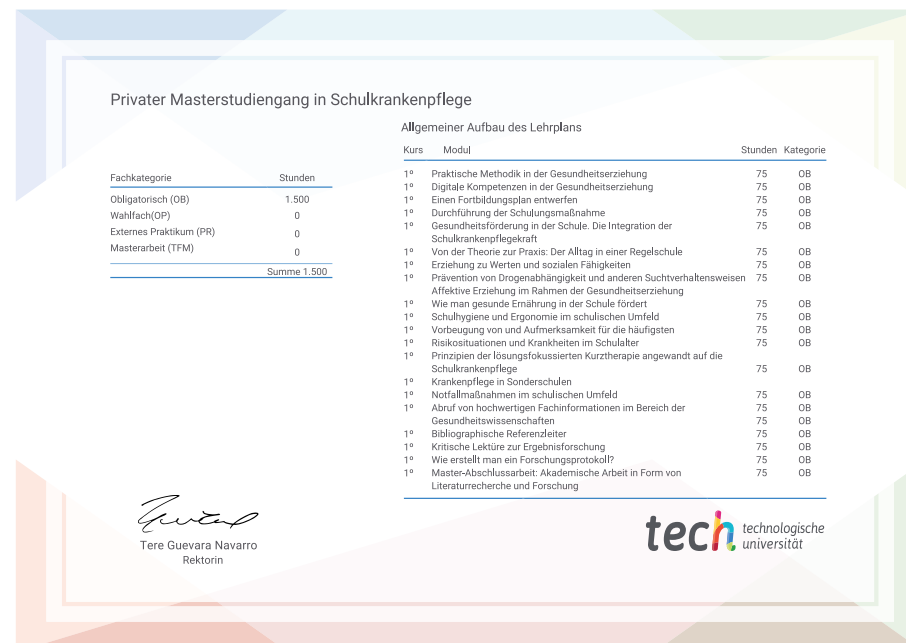 Privater Masterstudiengang in Schulkrankenpflege
Fachkategorie Stunden
Obligatorisch (OB) 1.500
Wahlfach(OP) 0
Externes Praktikum (PR) 0
Masterarbeit (TFM) 0
Summe 1.500
Allgemeiner Aufbau des Lehrplans
Kurs Modul Stunden Kategorie
1º Praktische Methodik in der Gesundheitserziehung 75 OB
1º Digitale Kompetenzen in der Gesundheitserziehung 75 OB
1º Einen Fortbildungsplan entwerfen 75 OB
1º Durchführung der Schulungsmaßnahme 75 OB
1º Gesundheitsförderung in der Schule. Die Integration der 75 OB
Schulkrankenpflegekraft
1º Von der Theorie zur Praxis: Der Alltag in einer Regelschule 75 OB
1º Erziehung zu Werten und sozialen Fähigkeiten 75 OB
1º Prävention von Drogenabhängigkeit und anderen Suchtverhaltensweisen 75 OB
Affektive Erziehung im Rahmen der Gesundheitserziehung
1º Wie man gesunde Ernährung in der Schule fördert 75 OB
1º Schulhygiene und Ergonomie im schulischen Umfeld 75 OB
1º Vorbeugung von und Aufmerksamkeit für die häufigsten 75 OB
1º Risikosituationen und Krankheiten im Schulalter 75 OB
1º Prinzipien der lösungsfokussierten Kurztherapie angewandt auf die
Schulkrankenpflege 75 OB
1º Krankenpflege in Sonderschulen
1º Notfallmaßnahmen im schulischen Umfeld 75 OB
1º Abruf von hochwertigen Fachinformationen im Bereich der 75 OB
Gesundheitswissenschaften 75 OB
1º Bibliographische Referenzleiter 75 OB
1º Kritische Lektüre zur Ergebnisforschung 75 OB
1º Wie erstellt man ein Forschungsprotokoll? 75 OB
1º Master-Abschlussarbeit: Akademische Arbeit in Form von 75 OB
Literaturrecherche und Forschung
Tere Guevara Navarro
Rektorin
tech technologische
universität